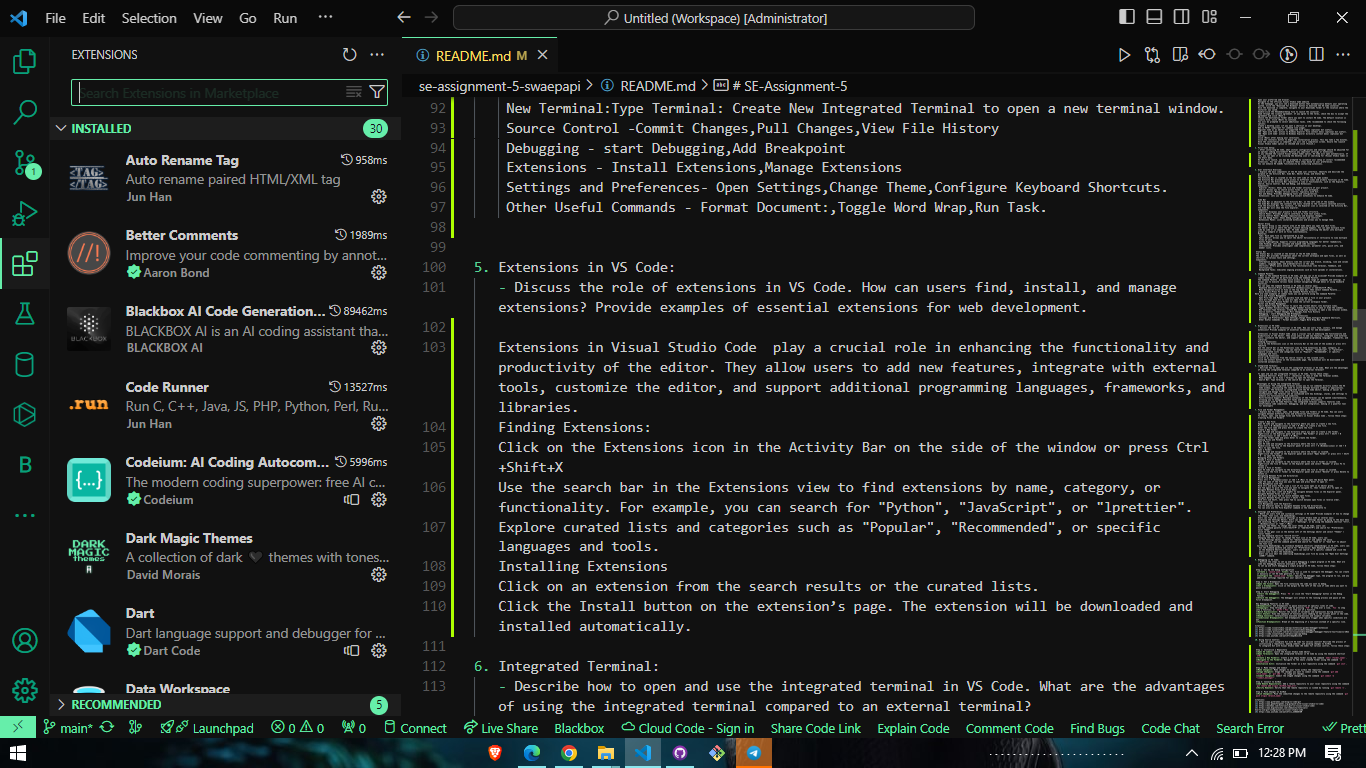 File Edit Selection View Go Run ···
Untitled (Workspace) [Administrator]
EXTENSIONS
Search Extensions in Marketplace
INSTALLED 30
Auto Rename Tag 958ms
Auto rename paired HTML/XML tag
Jun Han
Better Comments 1989ms
Improve your code commenting by annot...
Aaron Bond
Blackbox AI Code Generation... 89462ms
BLACKBOX AI is an AI coding assistant tha...
BLACKBOX AI
Code Runner 13527ms
Run C, C++, Java, JS, PHP, Python, Perl, Ru...
Jun Han
Codeium: AI Coding Autocom... 5996ms
The modern coding superpower: free AI c...
Codeium
Dark Magic Themes
A collection of dark 🖤 themes with tones...
David Morais
Dart
Dart language support and debugger for ...
Dart Code
Data Workspace
RECOMMENDED 5
README.md M
se-assignment-5-swaepapi > README.md > # SE-Assignment-5
92 New Terminal:Type Terminal: Create New Integrated Terminal to open a new terminal window.
93 Source Control -Commit Changes,Pull Changes,View File History
94 Debugging - start Debugging,Add Breakpoint
95 Extensions - Install Extensions,Manage Extensions
96 Settings and Preferences- Open Settings,Change Theme,Configure Keyboard Shortcuts.
97 Other Useful Commands - Format Document:,Toggle Word Wrap,Run Task.
98
99
100 5. Extensions in VS Code:
101 - Discuss the role of extensions in VS Code. How can users find, install, and manage
extensions? Provide examples of essential extensions for web development.
102
103 Extensions in Visual Studio Code  play a crucial role in enhancing the functionality and
productivity of the editor. They allow users to add new features, integrate with external
tools, customize the editor, and support additional programming languages, frameworks, and
libraries.
104 Finding Extensions:
105 Click on the Extensions icon in the Activity Bar on the side of the window or press Ctrl
+Shift+X
106 Use the search bar in the Extensions view to find extensions by name, category, or
functionality. For example, you can search for "Python", "JavaScript", or "lprettier".
107 Explore curated lists and categories such as "Popular", "Recommended", or specific
languages and tools.
108 Installing Extensions
109 Click on an extension from the search results or the curated lists.
110 Click the Install button on the extension’s page. The extension will be downloaded and
installed automatically.
111
112 6. Integrated Terminal:
113 - Describe how to open and use the integrated terminal in VS Code. What are the advantages
of using the integrated terminal compared to an external terminal?
main* Launchpad 0 0 0 Connect Live Share Blackbox Cloud Code - Sign in Share Code Link Explain Code Comment Code Find Bugs Code Chat Search Error Prett
12:28 PM